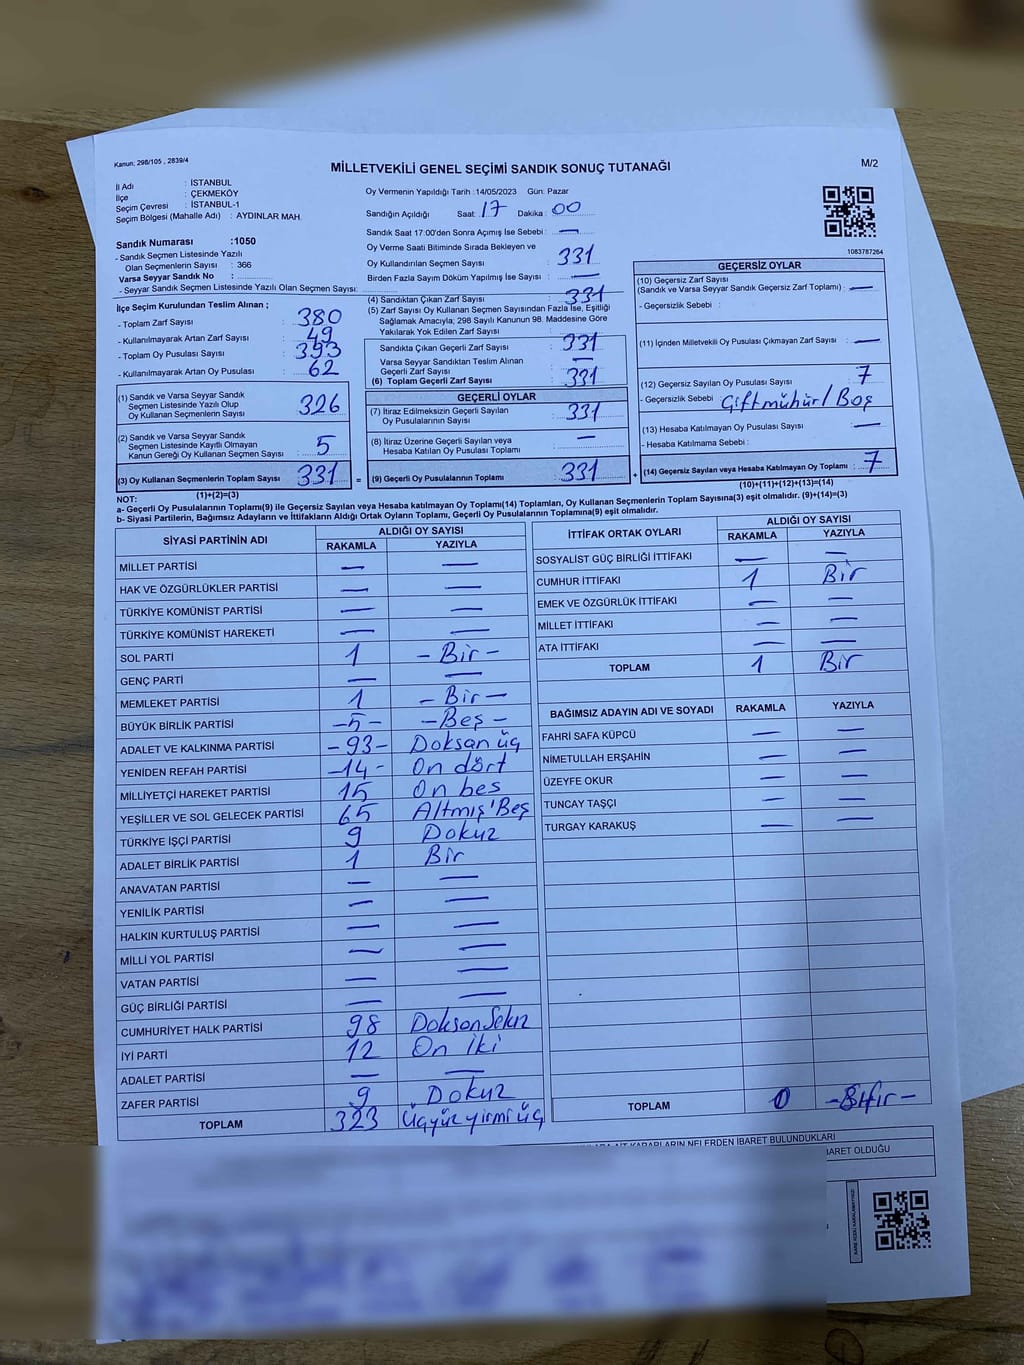 Kanun: 298/105 , 2839/4
MİLLETVEKİLİ GENEL SEÇİMİ SANDIK SONUÇ TUTANAĞI
M/2
İl Adı : İSTANBUL
İlçe : ÇEKMEKÖY
Seçim Çevresi : İSTANBUL-1
Seçim Bölgesi (Mahalle Adı) : AYDINLAR MAH.
Sandık Numarası :1050
- Sandık Seçmen Listesinde Yazılı
Olan Seçmenlerin Sayısı : 366
Varsa Seyyar Sandık No :
- Seyyar Sandık Seçmen Listesinde Yazılı Olan Seçmen Sayısı:
Oy Vermenin Yapıldığı Tarih : 14/05/2023 Gün: Pazar
Sandığın Açıldığı Saat: 17 Dakika : 00
Sandık Saat 17:00'den Sonra Açımış İse Sebebi : —
Oy Verme Saati Bitiminde Sırada Bekleyen ve
Oy Kullandırılan Seçmen Sayısı : 331
Birden Fazla Sayım Döküm Yapılmış İse Sayısı : —
1083787264
İlçe Seçim Kurulundan Teslim Alınan ;
- Toplam Zarf Sayısı : 380
- Kullanılmayarak Artan Zarf Sayısı : 49
- Toplam Oy Pusulası Sayısı : 393
- Kullanılmayarak Artan Oy Pusulası : 62
(1) Sandık ve Varsa Seyyar Sandık
Seçmen Listesinde Yazılı Olup
Oy Kullanan Seçmenlerin Sayısı : 326
(2) Sandık ve Varsa Seyyar Sandık
Seçmen Listesinde Kayıtlı Olmayan
Kanun Gereği Oy Kullanan Seçmen Sayısı : 5
(3) Oy Kullanan Seçmenlerin Toplam Sayısı : 331
(1)+(2)=(3)
(4) Sandıktan Çıkan Zarf Sayısı : 331
(5) Zarf Sayısı Oy Kullanan Seçmen Sayısından Fazla İse, Eşitliği
Sağlamak Amacıyla, 298 Sayılı Kanunun 98. Maddesine Göre
Yakılarak Yok Edilen Zarf Sayısı :
Sandıkta Çıkan Geçerli Zarf Sayısı : 331
Varsa Seyyar Sandıktan Teslim Alınan
Geçerli Zarf Sayısı : —
(6) Toplam Geçerli Zarf Sayısı : 331
GEÇERLİ OYLAR
(7) İtiraz Edilmeksizin Geçerli Sayılan
Oy Pusulalarının Sayısı : 331
(8) İtiraz Üzerine Geçerli Sayılan veya
Hesaba Katılan Oy Pusulası Toplamı : —
= (9) Geçerli Oy Pusulalarının Toplamı : 331
GEÇERSİZ OYLAR
(10) Geçersiz Zarf Sayısı
(Sandık ve Varsa Seyyar Sandık Geçersiz Zarf Toplamı) : —
- Geçersizlik Sebebi :
(11) İçinden Milletvekili Oy Pusulası Çıkmayan Zarf Sayısı : —
(12) Geçersiz Sayılan Oy Pusulası Sayısı : 7
- Geçersizlik Sebebi : Çiftmühür/Boş
(13) Hesaba Katılmayan Oy Pusulası Sayısı : —
- Hesaba Katılmama Sebebi :
+ (14) Geçersiz Sayılan veya Hesaba Katılmayan Oy Toplamı : 7
(10)+(11)+(12)+(13)=(14)
NOT:
a- Geçerli Oy Pusulalarının Toplamı(9) ile Geçersiz Sayılan veya Hesaba katılmayan Oy Toplamı(14) Toplamları, Oy Kullanan Seçmenlerin Toplam Sayısına(3) eşit olmalıdır. (9)+(14)=(3)
b- Siyasi Partilerin, Bağımsız Adayların ve İttifakların Aldığı Ortak Oyların Toplamı, Geçerli Oy Pusulalarının Toplamına(9) eşit olmalıdır.
SİYASİ PARTİNİN ADI ALDIĞI OY SAYISI
RAKAMLA YAZIYLA
MİLLET PARTİSİ — —
HAK VE ÖZGÜRLÜKLER PARTİSİ — —
TÜRKİYE KOMÜNİST PARTİSİ — —
TÜRKİYE KOMÜNİST HAREKETİ — —
SOL PARTİ 1 - Bir -
GENÇ PARTİ — —
MEMLEKET PARTİSİ 1 - Bir -
BÜYÜK BİRLİK PARTİSİ -5- - Beş -
ADALET VE KALKINMA PARTİSİ -93- Doksan üç
YENİDEN REFAH PARTİSİ -14- On dört
MİLLİYETÇİ HAREKET PARTİSİ 15 On bes
YEŞİLLER VE SOL GELECEK PARTİSİ 65 Altmış'Beş
TÜRKİYE İŞÇİ PARTİSİ 9 Dokuz
ADALET BİRLİK PARTİSİ 1 Bir
ANAVATAN PARTİSİ — —
YENİLİK PARTİSİ — —
HALKIN KURTULUŞ PARTİSİ — —
MİLLİ YOL PARTİSİ — —
VATAN PARTİSİ — —
GÜÇ BİRLİĞİ PARTİSİ — —
CUMHURİYET HALK PARTİSİ 98 Doksan Sekiz
İYİ PARTİ 12 On iki
ADALET PARTİSİ — —
ZAFER PARTİSİ 9 Dokuz
TOPLAM 323 Üçyüz yirmi üç
İTTİFAK ORTAK OYLARI ALDIĞI OY SAYISI
RAKAMLA YAZIYLA
SOSYALİST GÜÇ BİRLİĞİ İTTİFAKI — —
CUMHUR İTTİFAKI 1 Bir
EMEK VE ÖZGÜRLÜK İTTİFAKI — —
MİLLET İTTİFAKI — —
ATA İTTİFAKI — —
TOPLAM 1 Bir
BAĞIMSIZ ADAYIN ADI VE SOYADI RAKAMLA YAZIYLA
FAHRİ SAFA KÜPCÜ — —
NİMETULLAH ERŞAHİN — —
ÜZEYFE OKUR — —
TUNCAY TAŞÇI — —
TURGAY KARAKUŞ — —
TOPLAM 0 - Sıfır -
KARARLARIN NELERDEN İBARET BULUNDUKLARI
BARET OLDUĞU